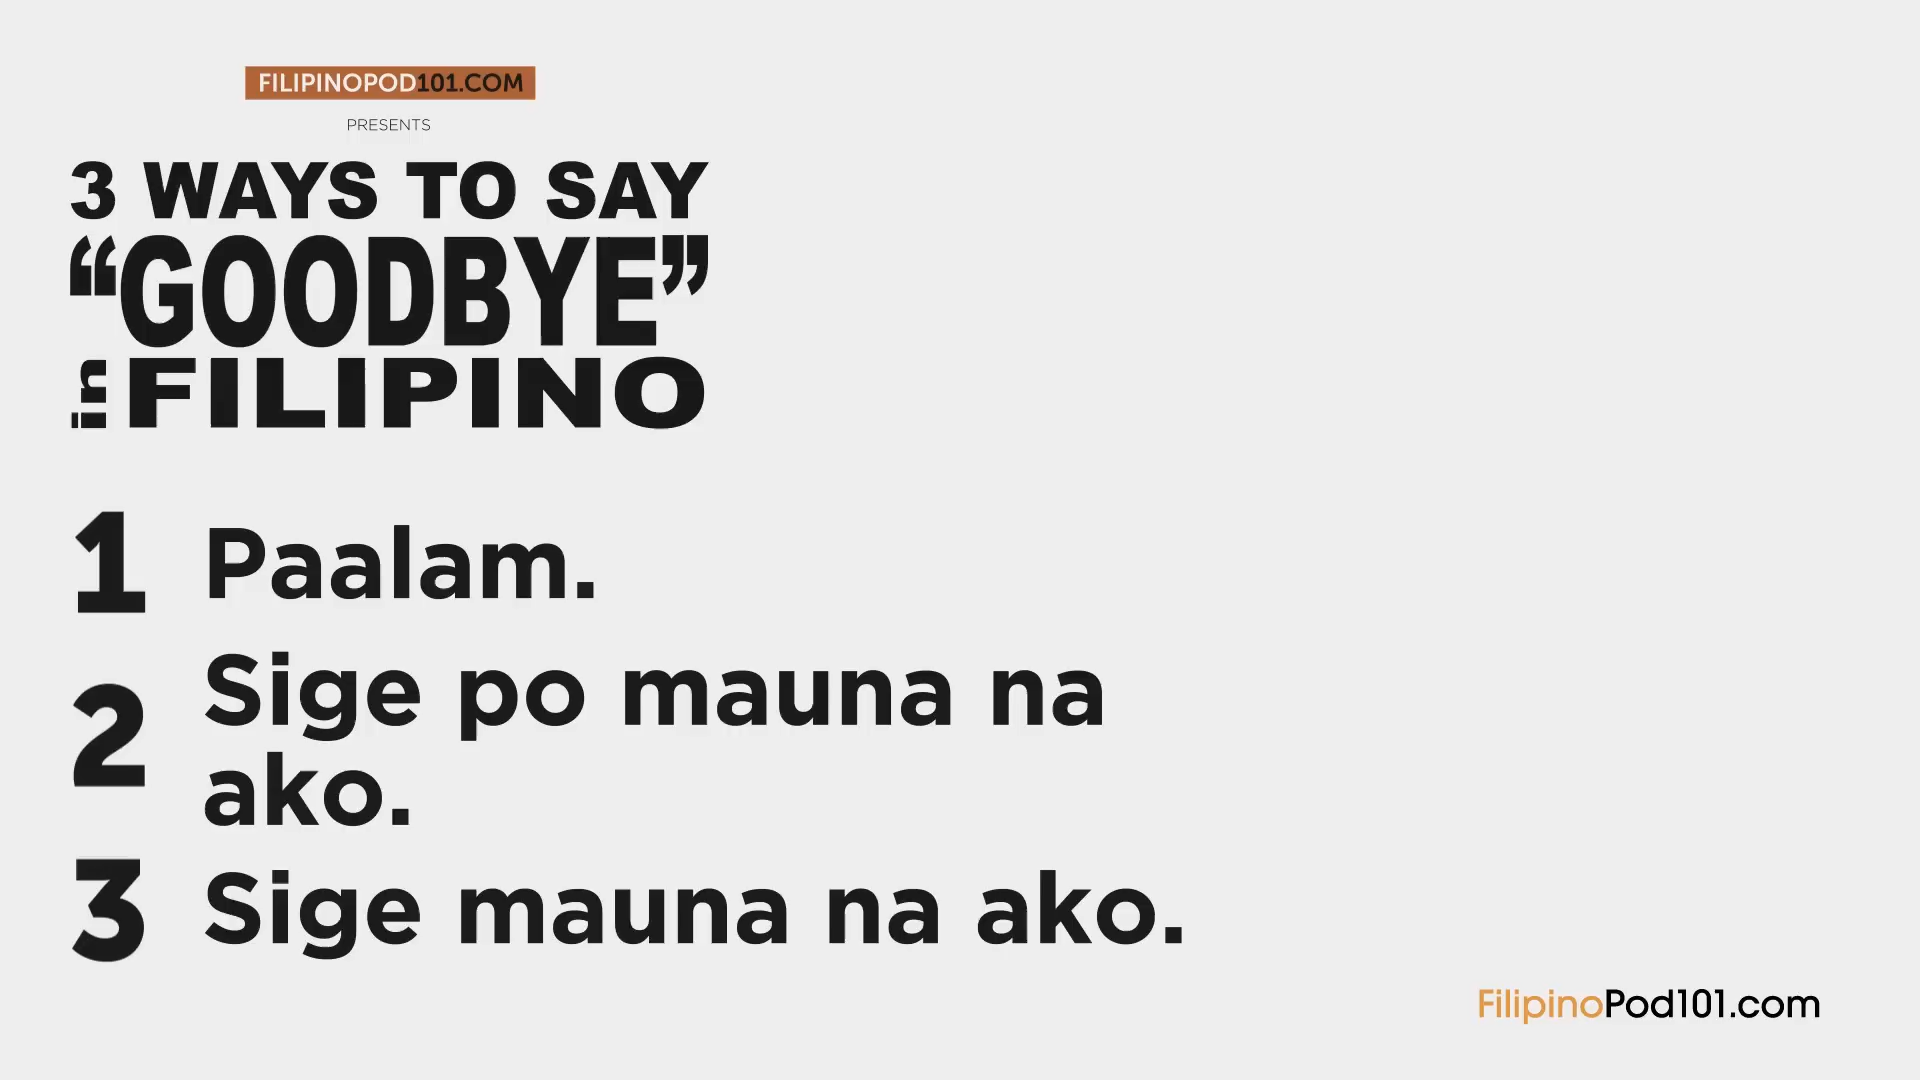 FILIPINOPOD101.COM
PRESENTS
3 WAYS TO SAY
“GOODBYE”
in FILIPINO
1 Paalam.
2 Sige po mauna na
ako.
3 Sige mauna na ako.
FilipinoPod101.com